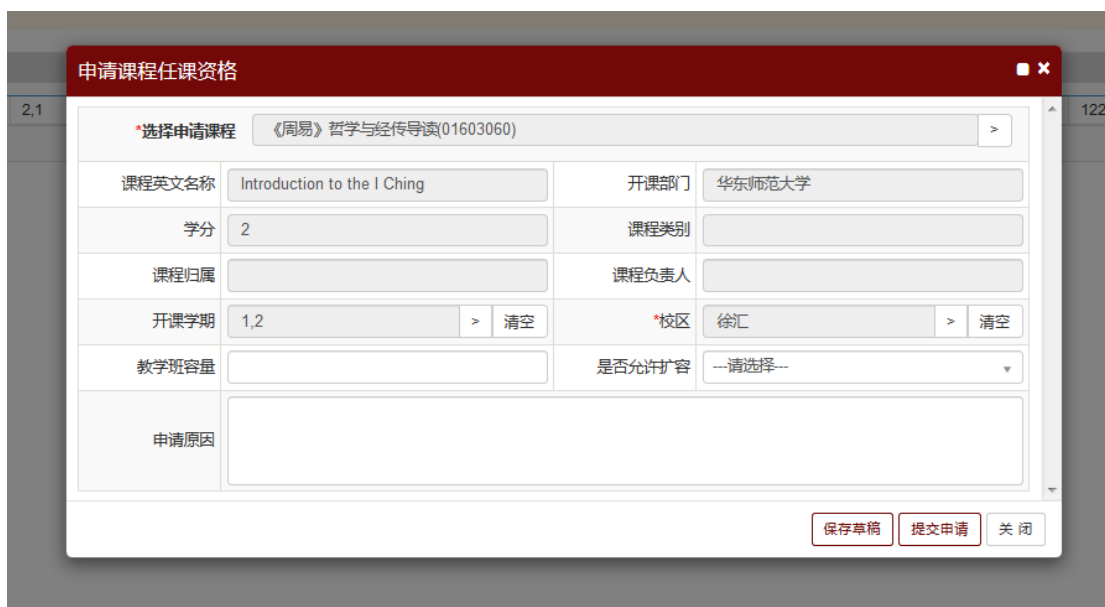 申请课程任课资格
2,1
122
*选择申请课程 《周易》哲学与经传导读(01603060) >
课程英文名称 Introduction to the I Ching 开课部门 华东师范大学
学分 2 课程类别
课程归属 课程负责人
开课学期 1,2 > 清空 *校区 徐汇 > 清空
教学班容量 是否允许扩容 ---请选择---
申请原因
保存草稿 提交申请 关 闭